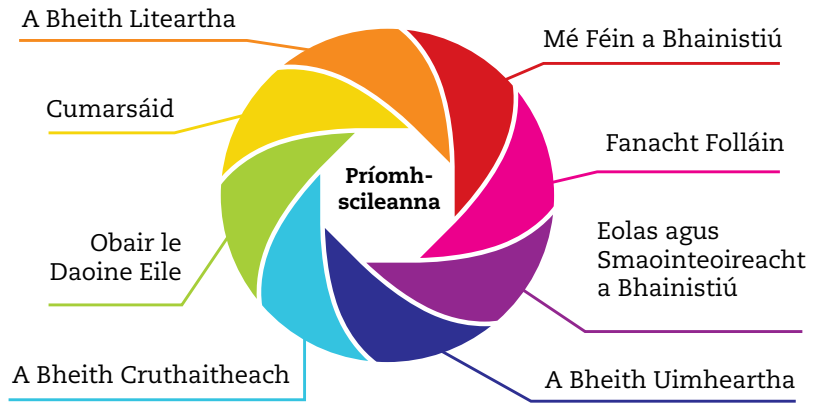 A Bheith Liteartha
Mé Féin a Bhainistiú
Cumarsáid
Fanacht Folláin
Príomh-
scileanna
Obair le
Daoine Eile
Eolas agus
Smaointeoireacht
a Bhainistiú
A Bheith Cruthaitheach
A Bheith Uimheartha